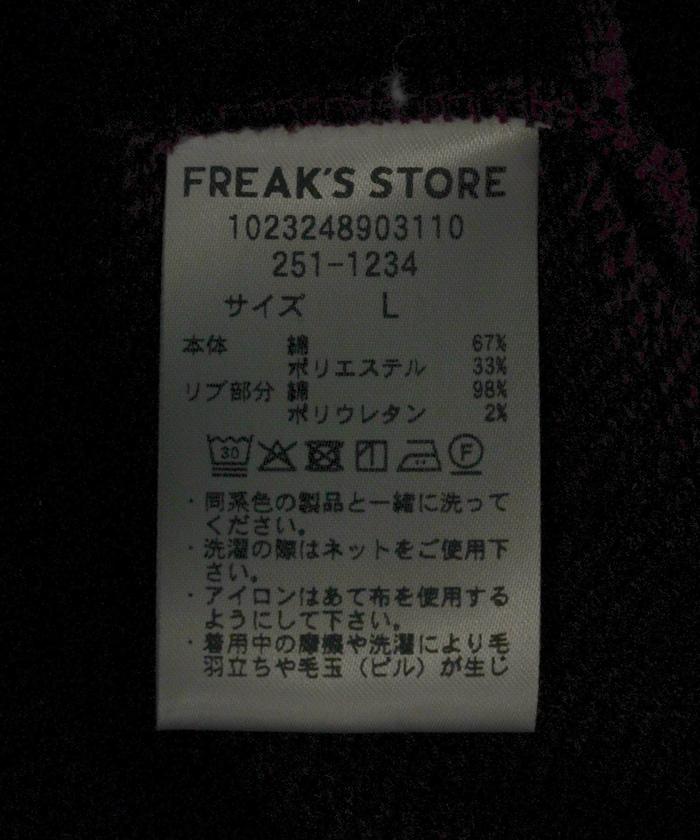 FREAK'S STORE
1023248903110
251-1234
サイズ L
本体 綿 67%
ポリエステル 33%
リブ部分 綿 98%
ポリウレタン 2%
30 F
・同系色の製品と一緒に洗って
ください。
・洗濯の際はネットをご使用下
さい。
・アイロンはあて布を使用する
ようにして下さい。
・着用中の摩擦や洗濯により毛
羽立ちや毛玉（ピル）が生じ